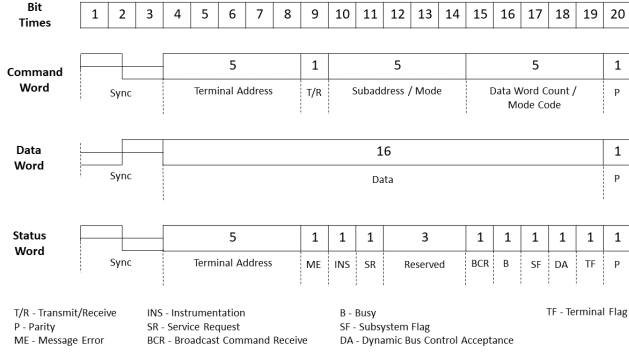 Bit Times 1 2 3 4 5 6 7 8 9 10 11 12 13 14 15 16 17 18 19 20
Command Word
5 1 5 5 1
Sync Terminal Address T/R Subaddress / Mode Data Word Count / Mode Code P
Data Word
16 1
Sync Data P
Status Word
5 1 1 1 3 1 1 1 1 1 1
Sync Terminal Address ME INS SR Reserved BCR B SF DA TF P
T/R - Transmit/Receive INS - Instrumentation B - Busy TF - Terminal Flag
P - Parity SR - Service Request SF - Subsystem Flag
ME - Message Error BCR - Broadcast Command Receive DA - Dynamic Bus Control Acceptance